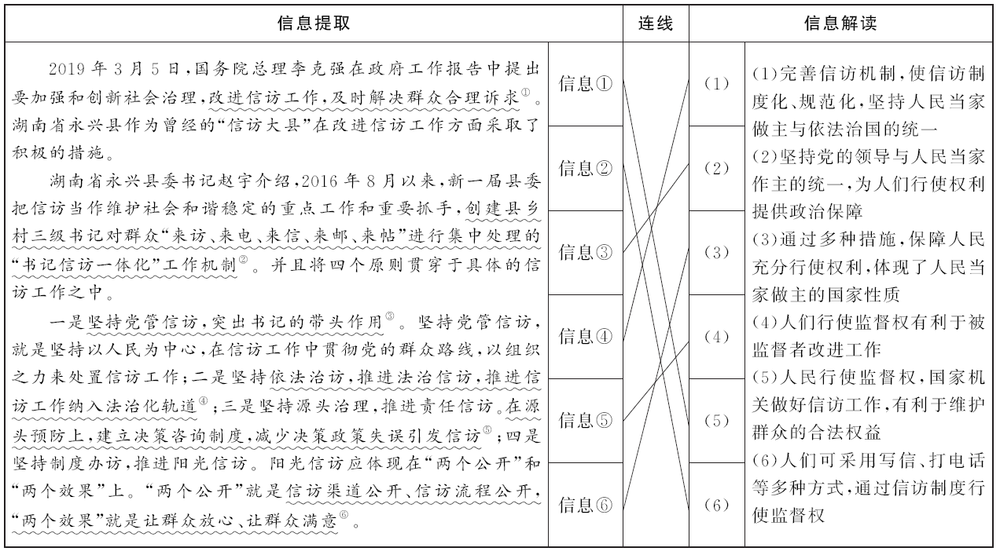 信息提取
连线
信息解读
2019年3月5日,国务院总理李克强在政府工作报告中提出
要加强和创新社会治理,改进信访工作,及时解决群众合理诉求①。
湖南省永兴县作为曾经的“信访大县”在改进信访工作方面采取了
积极的措施。
湖南省永兴县委书记赵宇介绍,2016年8月以来,新一届县委
把信访当作维护社会和谐稳定的重点工作和重要抓手,创建县乡
村三级书记对群众“来访、来电、来信、来邮、来帖”进行集中处理的
“书记信访一体化”工作机制②。并且将四个原则贯穿于具体的信
访工作之中。
一是坚持党管信访,突出书记的带头作用③。坚持党管信访,
就是坚持以人民为中心,在信访工作中贯彻党的群众路线,以组织
之力来处置信访工作;二是坚持依法治访,推进法治信访,推进信
访工作纳入法治化轨道④;三是坚持源头治理,推进责任信访。在源
头预防上,建立决策咨询制度,减少决策政策失误引发信访⑤;四是
坚持制度办访,推进阳光信访。阳光信访应体现在“两个公开”和
“两个效果”上。“两个公开”就是信访渠道公开、信访流程公开,
“两个效果”就是让群众放心、让群众满意⑥。
信息①
信息②
信息③
信息④
信息⑤
信息⑥
(1)
(2)
(3)
(4)
(5)
(6)
(1)完善信访机制,使信访制
度化、规范化,坚持人民当家
做主与依法治国的统一
(2)坚持党的领导与人民当家
作主的统一,为人们行使权利
提供政治保障
(3)通过多种措施,保障人民
充分行使权利,体现了人民当
家做主的国家性质
(4)人们行使监督权有利于被
监督者改进工作
(5)人民行使监督权,国家机
关做好信访工作,有利于维护
群众的合法权益
(6)人们可采用写信、打电话
等多种方式,通过信访制度行
使监督权